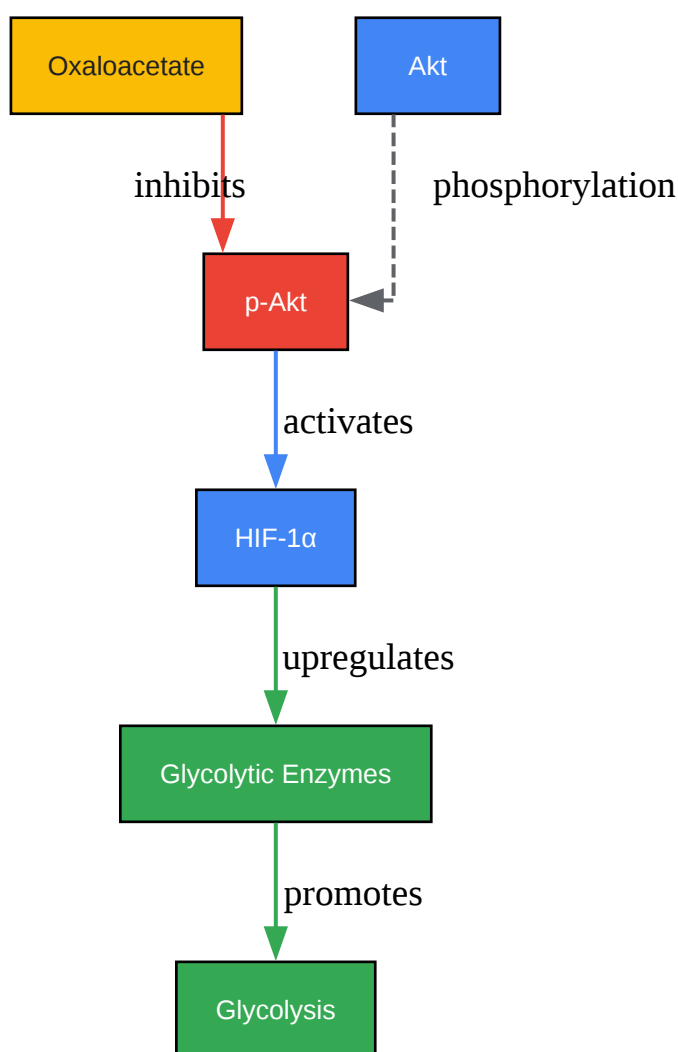 Oxaloacetate
Akt
inhibits
phosphorylation
p-Akt
activates
HIF-1α
upregulates
Glycolytic Enzymes
promotes
Glycolysis